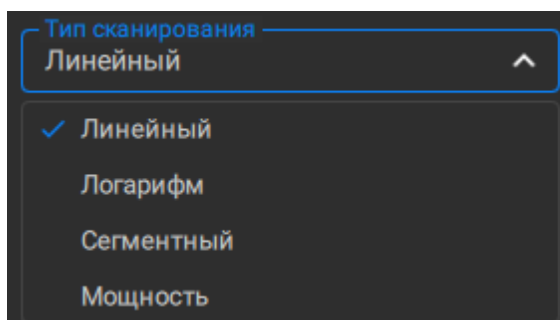 Тип сканирования
Линейный
Линейный
Логарифм
Сегментный
Мощность